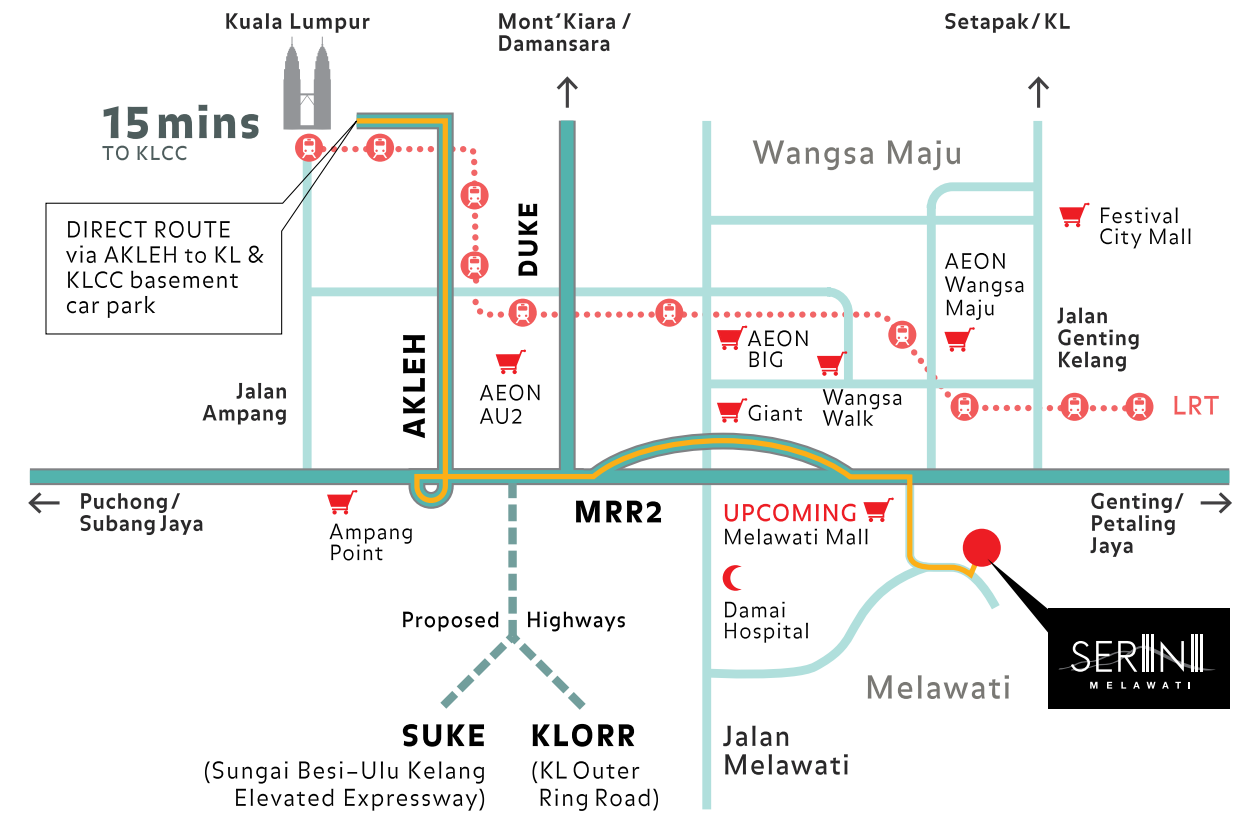 Kuala Lumpur
Mont'Kiara /
Damansara
Setapak / KL
15 mins
TO KLCC
Wangsa Maju
DIRECT ROUTE
via AKLEH to KL &
KLCC basement
car park
DUKE
Festival
City Mall
AEON
Wangsa
Maju
Jalan
Genting
Kelang
AEON
BIG
AKLEH
Jalan
Ampang
AEON
AU2
Wangsa
Walk
Giant
LRT
Puchong/
Subang Jaya
Ampang
Point
MRR2
UPCOMING
Melawati Mall
Genting/
Petaling
Jaya
Damai
Hospital
Proposed Highways
Melawati
SERINI
MELAWATI
SUKE
(Sungai Besi–Ulu Kelang
Elevated Expressway)
KLORR
(KL Outer
Ring Road)
Jalan
Melawati